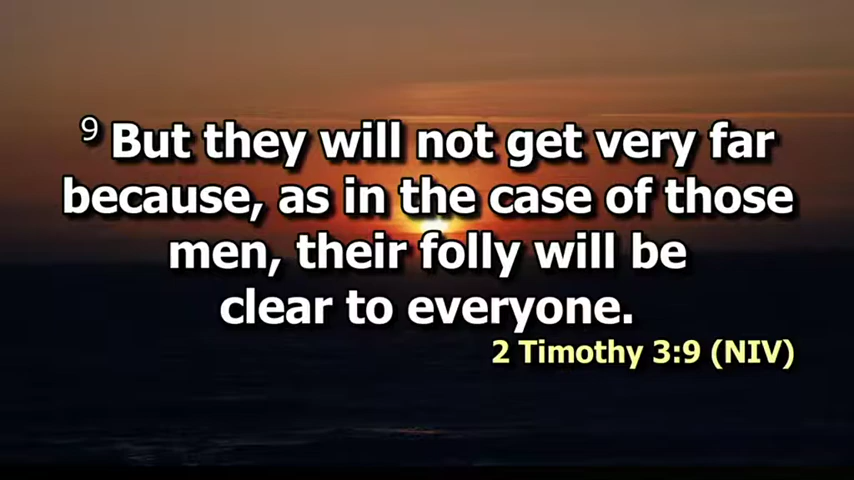 9 But they will not get very far
because, as in the case of those
men, their folly will be
clear to everyone.
2 Timothy 3:9 (NIV)